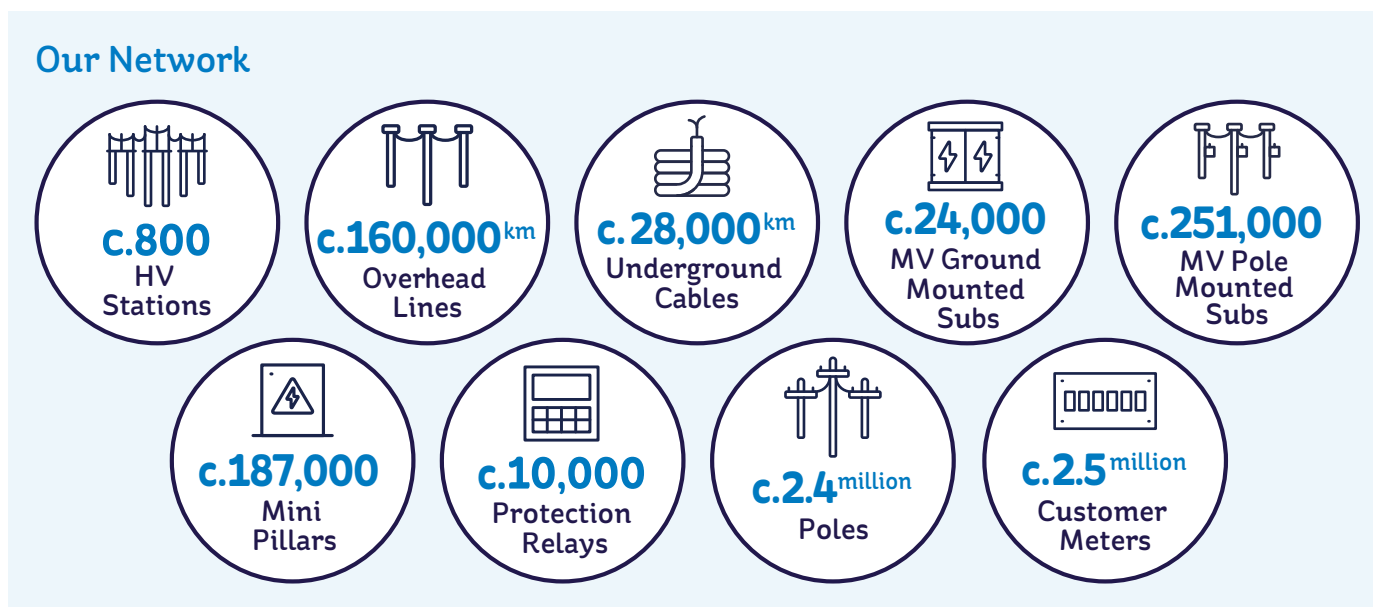 Our Network
c.800
HV
Stations
c.160,000km
Overhead
Lines
c. 28,000km
Underground
Cables
c.24,000
MV Ground
Mounted
Subs
c.251,000
MV Pole
Mounted
Subs
c.187,000
Mini
Pillars
c.10,000
Protection
Relays
c.2.4million
Poles
c.2.5million
Customer
Meters